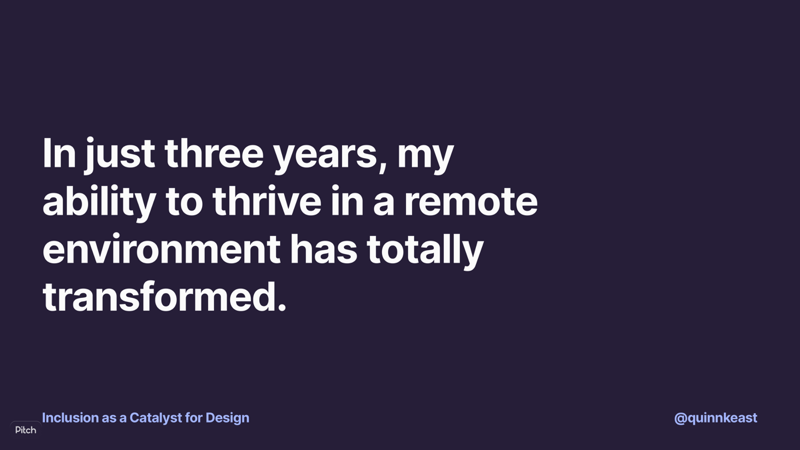 In just three years, my
ability to thrive in a remote
environment has totally
transformed.
Inclusion as a Catalyst for Design
@quinnkeast
Pitch